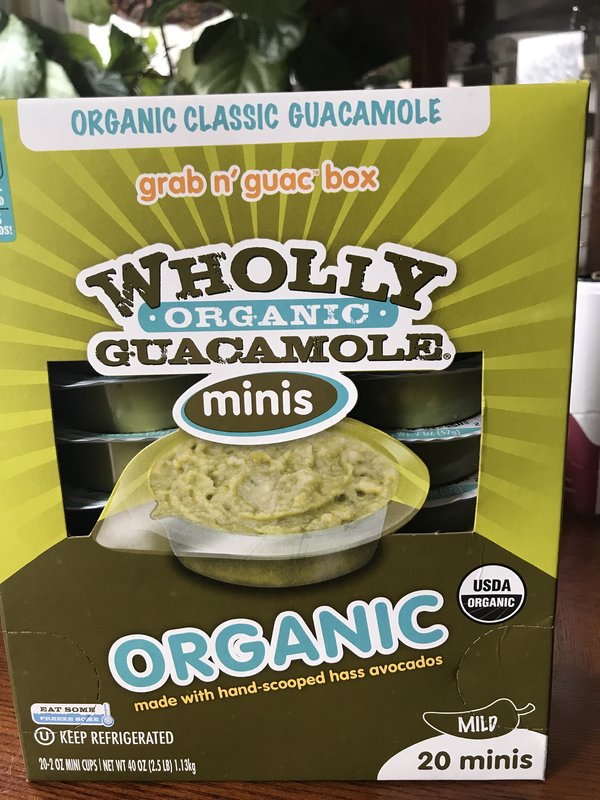 ORGANIC CLASSIC GUACAMOLE
grab n' guac™ box
WHOLLY
· ORGANIC ·
GUACAMOLE®
minis
USDA
ORGANIC
ORGANIC
made with hand-scooped hass avocados
EAT SOME
FREEZE SOME
U KEEP REFRIGERATED
MILD
20-2 OZ MINI CUPS | NET WT 40 OZ (2.5 LB) 1.13kg
20 minis